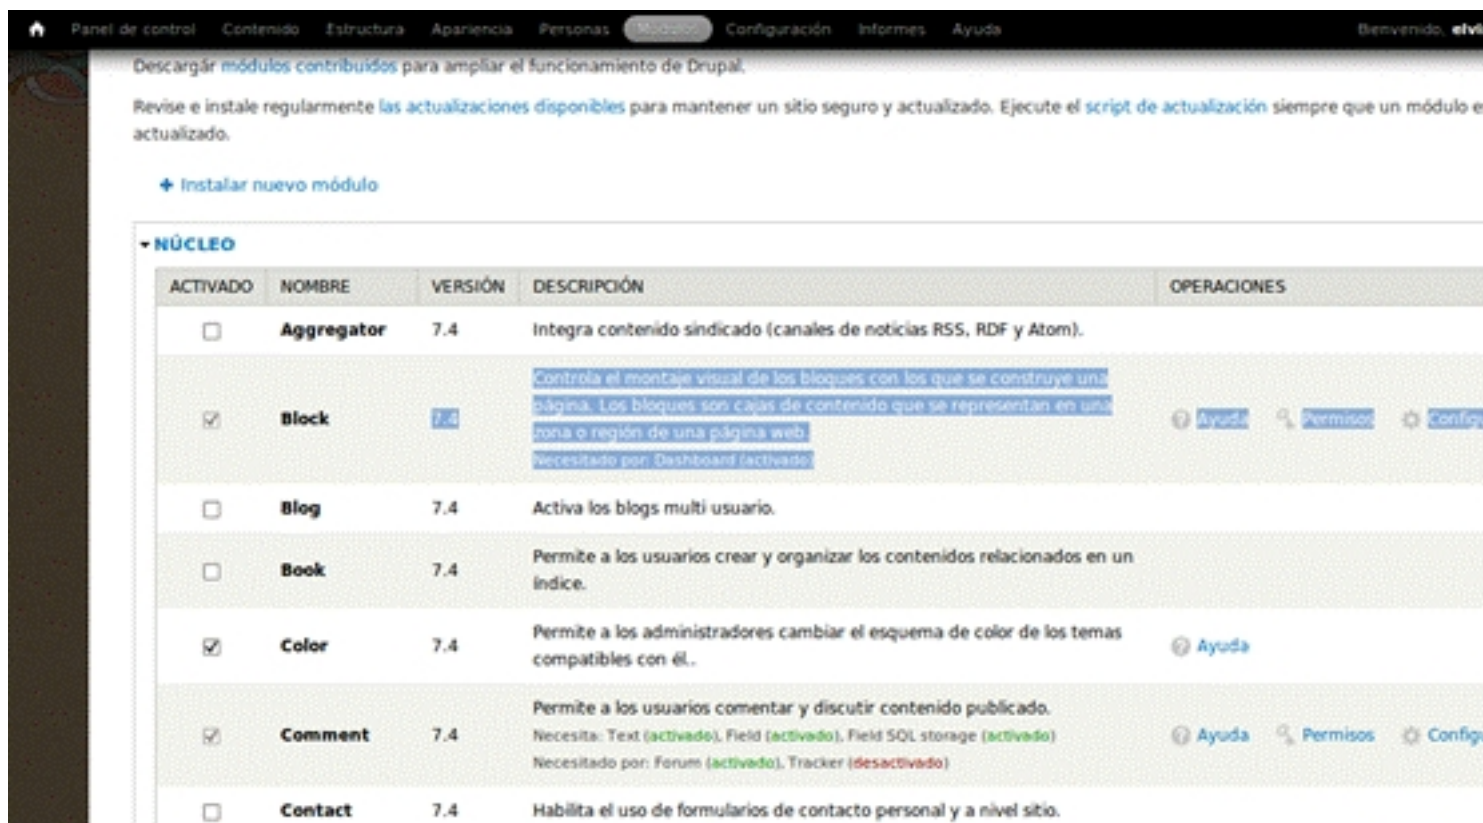 Panel de control Contenido Estructura Apariencia Personas Módulos Configuración Informes Ayuda Bienvenido, elvi
Descargar módulos contribuidos para ampliar el funcionamiento de Drupal.
Revise e instale regularmente las actualizaciones disponibles para mantener un sitio seguro y actualizado. Ejecute el script de actualización siempre que un módulo e
actualizado.
+ Instalar nuevo módulo
NÚCLEO
ACTIVADO NOMBRE VERSIÓN DESCRIPCIÓN OPERACIONES
Aggregator 7.4 Integra contenido sindicado (canales de noticias RSS, RDF y Atom).
Controla el montaje visual de los bloques con los que se construye una
página. Los bloques son cajas de contenido que se representan en una
Block 7.4 Ayuda Permisos Configu
zona o región de una página web.
Necesitado por: Dashboard (activado)
Blog 7.4 Activa los blogs multi usuario.
Permite a los usuarios crear y organizar los contenidos relacionados en un
Book 7.4
índice.
Permite a los administradores cambiar el esquema de color de los temas
Color 7.4 Ayuda
compatibles con él..
Permite a los usuarios comentar y discutir contenido publicado.
Comment 7.4 Necesita: Text (activado), Field (activado), Field SQL storage (activado) Ayuda Permisos Configu
Necesitado por: Forum (activado), Tracker (desactivado)
Contact 7.4 Habilita el uso de formularios de contacto personal y a nivel sitio.